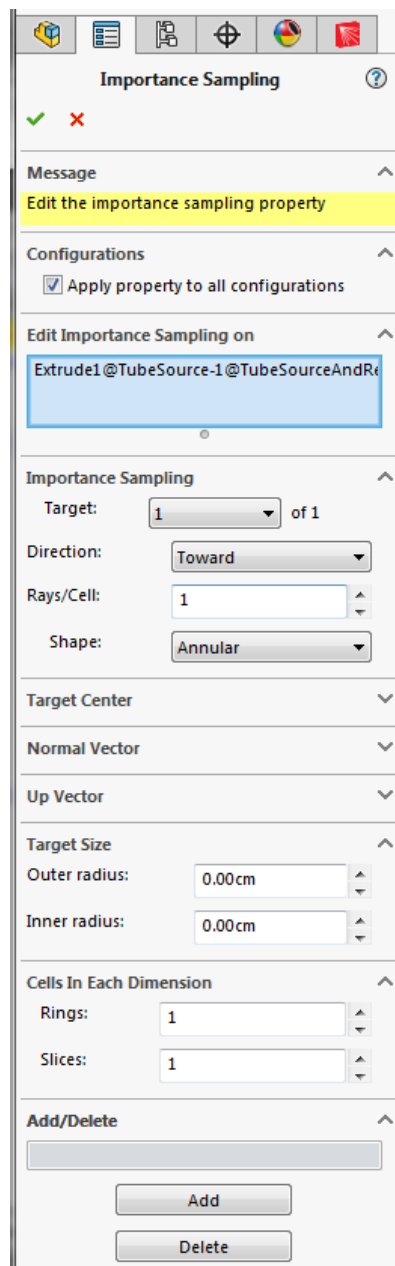 Importance Sampling
Message
Edit the importance sampling property
Configurations
Apply property to all configurations
Edit Importance Sampling on
Extrude1@TubeSource-1@TubeSourceAndRe
Importance Sampling
Target: 1 of 1
Direction: Toward
Rays/Cell: 1
Shape: Annular
Target Center
Normal Vector
Up Vector
Target Size
Outer radius: 0.00cm
Inner radius: 0.00cm
Cells In Each Dimension
Rings: 1
Slices: 1
Add/Delete
Add
Delete